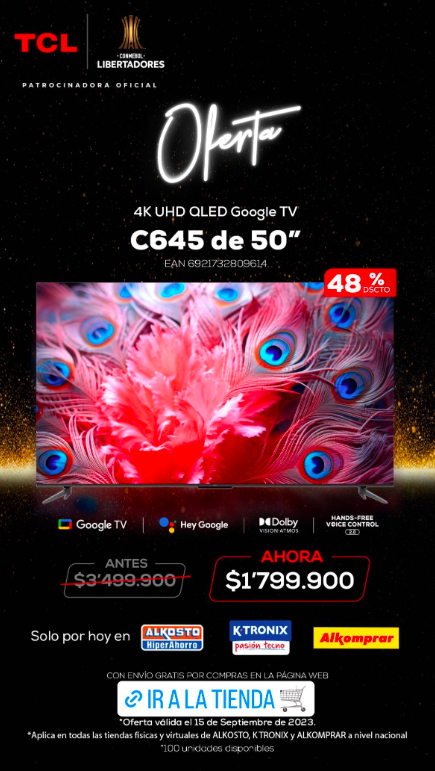 TCL
CONMEBOL
LIBERTADORES
PATROCINADORA OFICIAL
Oferta
4K UHD QLED Google TV
C645 de 50”
EAN 6921732809614
48 % DSCTO
Google TV
Hey Google
Dolby
VISION·ATMOS
HANDS-FREE
VOICE CONTROL
2.0
ANTES
$3'499.900
AHORA
$1'799.900
Solo por hoy en
ALKOSTO
HiperAhorro
K·TRONIX
pasión tecno
Alkomprar
CON ENVÍO GRATIS POR COMPRAS EN LA PÁGINA WEB
IR A LA TIENDA
*Oferta válida el 15 de Septiembre de 2023.
*Aplica en todas las tiendas fisicas y virtuales de ALKOSTO, K TRONIX y ALKOMPRAR a nivel nacional
*100 unidades disponibles